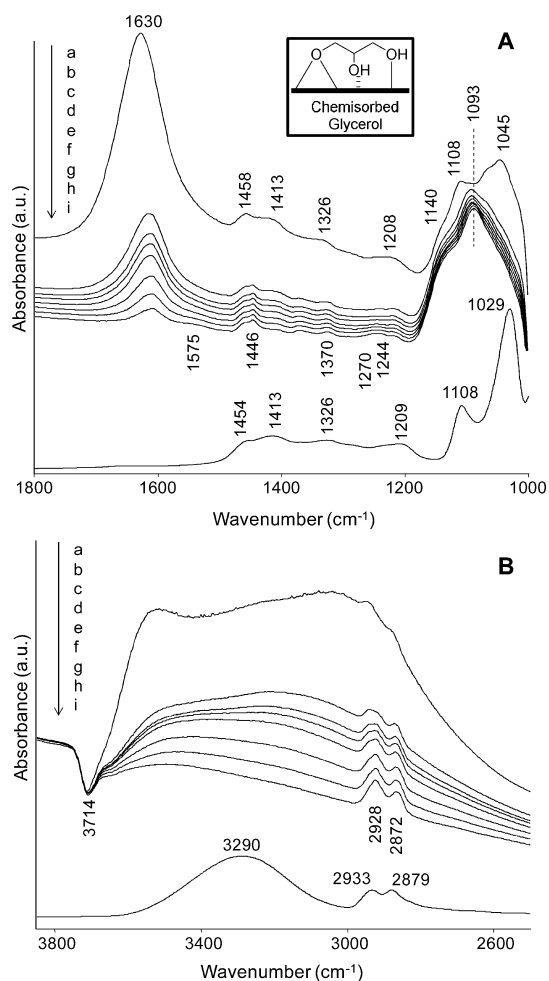 A
1630
a
b
c
d
e
f
g
h
i
O
OH
OH
Chemisorbed
Glycerol
1093
1108
1045
1458
1413
1326
1208
1140
Absorbance (a.u.)
1575
1446
1370
1270
1244
1029
1454
1413
1326
1209
1108
1800
1600
1400
1200
1000
Wavenumber (cm-1)
B
a
b
c
d
e
f
g
h
i
Absorbance (a.u.)
3714
2928
2872
3290
2933
2879
3800
3400
3000
2600
Wavenumber (cm-1)